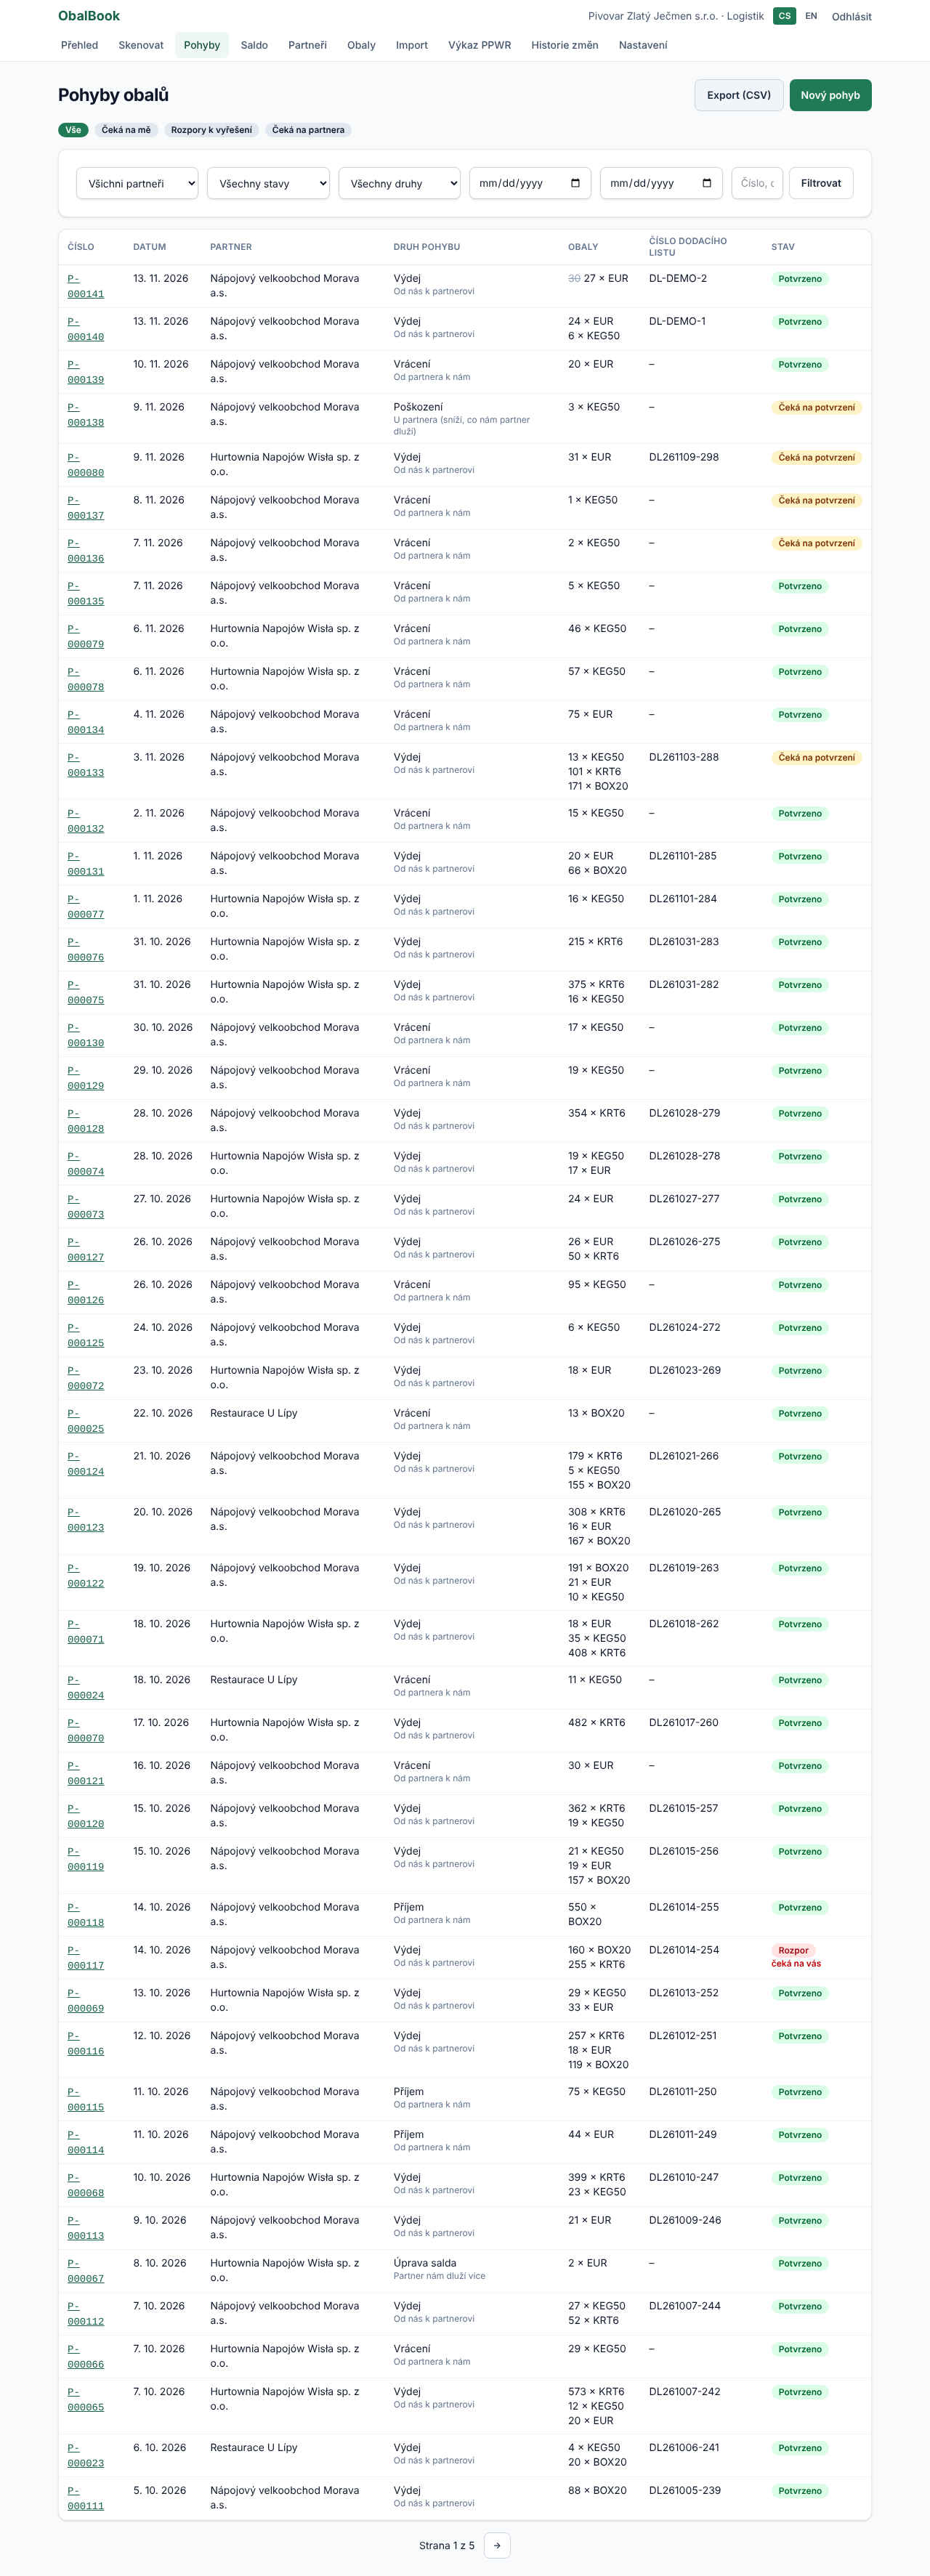 ObalBook
Pivovar Zlatý Ječmen s.r.o. · Logistik CS EN Odhlásit
Přehled Skenovat Pohyby Saldo Partneři Obaly Import Výkaz PPWR Historie změn Nastavení
Pohyby obalů
Export (CSV) Nový pohyb
Vše Čeká na mě Rozpory k vyřešení Čeká na partnera
Všichni partneři Všechny stavy Všechny druhy mm/dd/yyyy mm/dd/yyyy Číslo, Filtrovat
ČÍSLO DATUM PARTNER DRUH POHYBU OBALY ČÍSLO DODACÍHO LISTU STAV
P-000141 13. 11. 2026 Nápojový velkoobchod Morava a.s. Výdej Od nás k partnerovi 30 27 × EUR DL-DEMO-2 Potvrzeno
P-000140 13. 11. 2026 Nápojový velkoobchod Morava a.s. Výdej Od nás k partnerovi 24 × EUR 6 × KEG50 DL-DEMO-1 Potvrzeno
P-000139 10. 11. 2026 Nápojový velkoobchod Morava a.s. Vrácení Od partnera k nám 20 × EUR – Potvrzeno
P-000138 9. 11. 2026 Nápojový velkoobchod Morava a.s. Poškození U partnera (sníží, co nám partner dluží) 3 × KEG50 – Čeká na potvrzení
P-000080 9. 11. 2026 Hurtownia Napojów Wisła sp. z o.o. Výdej Od nás k partnerovi 31 × EUR DL261109-298 Čeká na potvrzení
P-000137 8. 11. 2026 Nápojový velkoobchod Morava a.s. Vrácení Od partnera k nám 1 × KEG50 – Čeká na potvrzení
P-000136 7. 11. 2026 Nápojový velkoobchod Morava a.s. Vrácení Od partnera k nám 2 × KEG50 – Čeká na potvrzení
P-000135 7. 11. 2026 Nápojový velkoobchod Morava a.s. Vrácení Od partnera k nám 5 × KEG50 – Potvrzeno
P-000079 6. 11. 2026 Hurtownia Napojów Wisła sp. z o.o. Vrácení Od partnera k nám 46 × KEG50 – Potvrzeno
P-000078 6. 11. 2026 Hurtownia Napojów Wisła sp. z o.o. Vrácení Od partnera k nám 57 × KEG50 – Potvrzeno
P-000134 4. 11. 2026 Nápojový velkoobchod Morava a.s. Vrácení Od partnera k nám 75 × EUR – Potvrzeno
P-000133 3. 11. 2026 Nápojový velkoobchod Morava a.s. Výdej Od nás k partnerovi 13 × KEG50 101 × KRT6 171 × BOX20 DL261103-288 Čeká na potvrzení
P-000132 2. 11. 2026 Nápojový velkoobchod Morava a.s. Vrácení Od partnera k nám 15 × KEG50 – Potvrzeno
P-000131 1. 11. 2026 Nápojový velkoobchod Morava a.s. Výdej Od nás k partnerovi 20 × EUR 66 × BOX20 DL261101-285 Potvrzeno
P-000077 1. 11. 2026 Hurtownia Napojów Wisła sp. z o.o. Výdej Od nás k partnerovi 16 × KEG50 DL261101-284 Potvrzeno
P-000076 31. 10. 2026 Hurtownia Napojów Wisła sp. z o.o. Výdej Od nás k partnerovi 215 × KRT6 DL261031-283 Potvrzeno
P-000075 31. 10. 2026 Hurtownia Napojów Wisła sp. z o.o. Výdej Od nás k partnerovi 375 × KRT6 16 × KEG50 DL261031-282 Potvrzeno
P-000130 30. 10. 2026 Nápojový velkoobchod Morava a.s. Vrácení Od partnera k nám 17 × KEG50 – Potvrzeno
P-000129 29. 10. 2026 Nápojový velkoobchod Morava a.s. Vrácení Od partnera k nám 19 × KEG50 – Potvrzeno
P-000128 28. 10. 2026 Nápojový velkoobchod Morava a.s. Výdej Od nás k partnerovi 354 × KRT6 DL261028-279 Potvrzeno
P-000074 28. 10. 2026 Hurtownia Napojów Wisła sp. z o.o. Výdej Od nás k partnerovi 19 × KEG50 17 × EUR DL261028-278 Potvrzeno
P-000073 27. 10. 2026 Hurtownia Napojów Wisła sp. z o.o. Výdej Od nás k partnerovi 24 × EUR DL261027-277 Potvrzeno
P-000127 26. 10. 2026 Nápojový velkoobchod Morava a.s. Výdej Od nás k partnerovi 26 × EUR 50 × KRT6 DL261026-275 Potvrzeno
P-000126 26. 10. 2026 Nápojový velkoobchod Morava a.s. Vrácení Od partnera k nám 95 × KEG50 – Potvrzeno
P-000125 24. 10. 2026 Nápojový velkoobchod Morava a.s. Výdej Od nás k partnerovi 6 × KEG50 DL261024-272 Potvrzeno
P-000072 23. 10. 2026 Hurtownia Napojów Wisła sp. z o.o. Výdej Od nás k partnerovi 18 × EUR DL261023-269 Potvrzeno
P-000025 22. 10. 2026 Restaurace U Lípy Vrácení Od partnera k nám 13 × BOX20 – Potvrzeno
P-000124 21. 10. 2026 Nápojový velkoobchod Morava a.s. Výdej Od nás k partnerovi 179 × KRT6 5 × KEG50 155 × BOX20 DL261021-266 Potvrzeno
P-000123 20. 10. 2026 Nápojový velkoobchod Morava a.s. Výdej Od nás k partnerovi 308 × KRT6 16 × EUR 167 × BOX20 DL261020-265 Potvrzeno
P-000122 19. 10. 2026 Nápojový velkoobchod Morava a.s. Výdej Od nás k partnerovi 191 × BOX20 21 × EUR 10 × KEG50 DL261019-263 Potvrzeno
P-000071 18. 10. 2026 Hurtownia Napojów Wisła sp. z o.o. Výdej Od nás k partnerovi 18 × EUR 35 × KEG50 408 × KRT6 DL261018-262 Potvrzeno
P-000024 18. 10. 2026 Restaurace U Lípy Vrácení Od partnera k nám 11 × KEG50 – Potvrzeno
P-000070 17. 10. 2026 Hurtownia Napojów Wisła sp. z o.o. Výdej Od nás k partnerovi 482 × KRT6 DL261017-260 Potvrzeno
P-000121 16. 10. 2026 Nápojový velkoobchod Morava a.s. Vrácení Od partnera k nám 30 × EUR – Potvrzeno
P-000120 15. 10. 2026 Nápojový velkoobchod Morava a.s. Výdej Od nás k partnerovi 362 × KRT6 19 × KEG50 DL261015-257 Potvrzeno
P-000119 15. 10. 2026 Nápojový velkoobchod Morava a.s. Výdej Od nás k partnerovi 21 × KEG50 19 × EUR 157 × BOX20 DL261015-256 Potvrzeno
P-000118 14. 10. 2026 Nápojový velkoobchod Morava a.s. Příjem Od partnera k nám 550 × BOX20 DL261014-255 Potvrzeno
P-000117 14. 10. 2026 Nápojový velkoobchod Morava a.s. Výdej Od nás k partnerovi 160 × BOX20 255 × KRT6 DL261014-254 Rozpor čeká na vás
P-000069 13. 10. 2026 Hurtownia Napojów Wisła sp. z o.o. Výdej Od nás k partnerovi 29 × KEG50 33 × EUR DL261013-252 Potvrzeno
P-000116 12. 10. 2026 Nápojový velkoobchod Morava a.s. Výdej Od nás k partnerovi 257 × KRT6 18 × EUR 119 × BOX20 DL261012-251 Potvrzeno
P-000115 11. 10. 2026 Nápojový velkoobchod Morava a.s. Příjem Od partnera k nám 75 × KEG50 DL261011-250 Potvrzeno
P-000114 11. 10. 2026 Nápojový velkoobchod Morava a.s. Příjem Od partnera k nám 44 × EUR DL261011-249 Potvrzeno
P-000068 10. 10. 2026 Hurtownia Napojów Wisła sp. z o.o. Výdej Od nás k partnerovi 399 × KRT6 23 × KEG50 DL261010-247 Potvrzeno
P-000113 9. 10. 2026 Nápojový velkoobchod Morava a.s. Výdej Od nás k partnerovi 21 × EUR DL261009-246 Potvrzeno
P-000067 8. 10. 2026 Hurtownia Napojów Wisła sp. z o.o. Úprava salda Partner nám dluží více 2 × EUR – Potvrzeno
P-000112 7. 10. 2026 Nápojový velkoobchod Morava a.s. Výdej Od nás k partnerovi 27 × KEG50 52 × KRT6 DL261007-244 Potvrzeno
P-000066 7. 10. 2026 Hurtownia Napojów Wisła sp. z o.o. Vrácení Od partnera k nám 29 × KEG50 – Potvrzeno
P-000065 7. 10. 2026 Hurtownia Napojów Wisła sp. z o.o. Výdej Od nás k partnerovi 573 × KRT6 12 × KEG50 20 × EUR DL261007-242 Potvrzeno
P-000023 6. 10. 2026 Restaurace U Lípy Výdej Od nás k partnerovi 4 × KEG50 20 × BOX20 DL261006-241 Potvrzeno
P-000111 5. 10. 2026 Nápojový velkoobchod Morava a.s. Výdej Od nás k partnerovi 88 × BOX20 DL261005-239 Potvrzeno
Strana 1 z 5 →